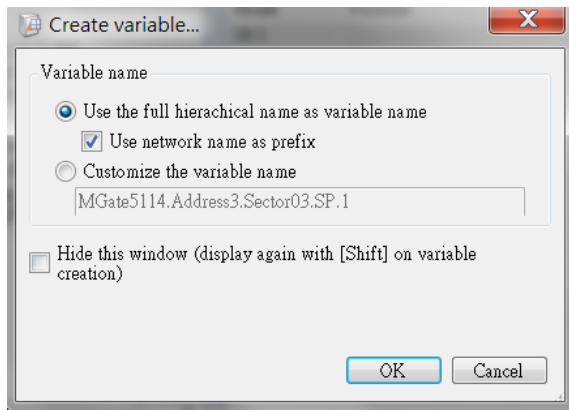 Create variable...
Variable name
Use the full hierachical name as variable name
Use network name as prefix
Customize the variable name
MGate5114.Address3.Sector03.SP.1
Hide this window (display again with [Shift] on variable
creation)
OK
Cancel